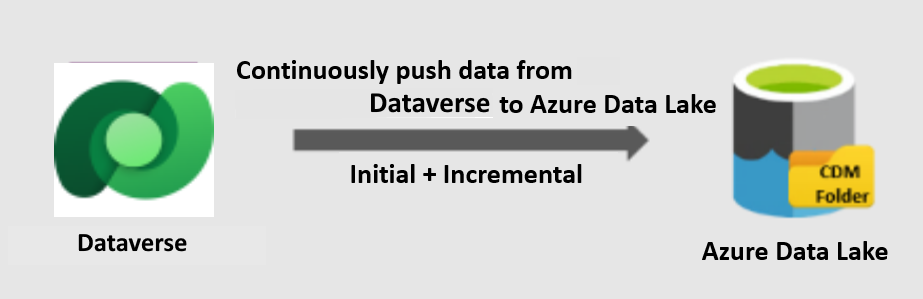 Continuously push data from
Dataverse to Azure Data Lake
Initial + Incremental
CDM
Folder
Dataverse
Azure Data Lake